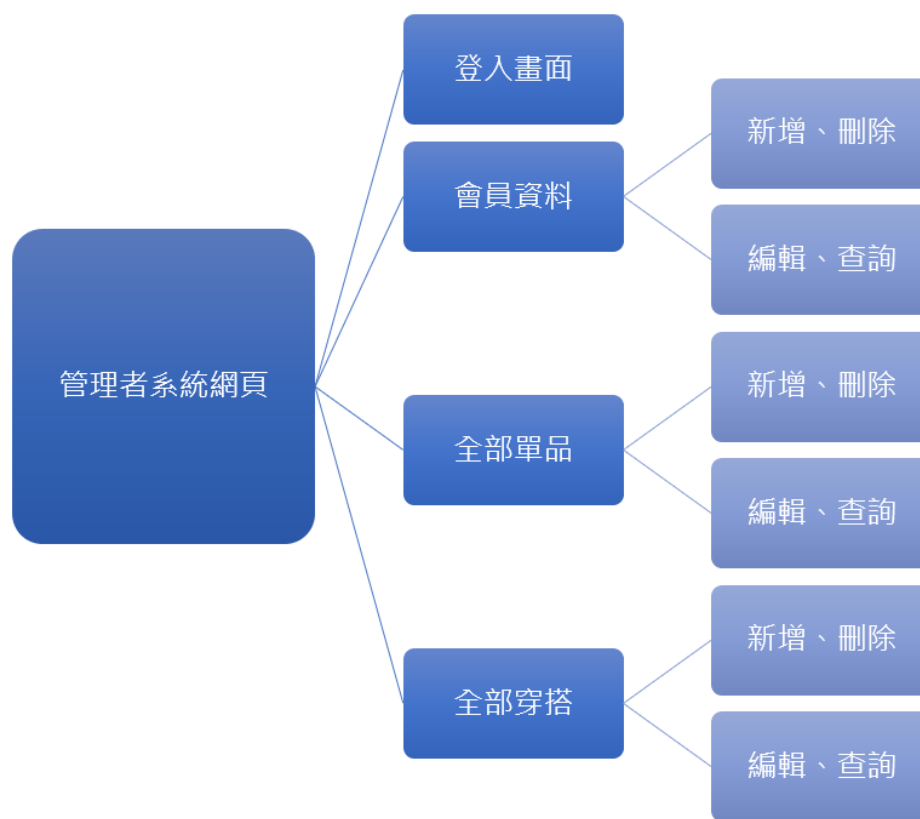 管理者系統網頁
登入畫面
會員資料
新增、刪除
編輯、查詢
全部單品
新增、刪除
編輯、查詢
全部穿搭
新增、刪除
編輯、查詢